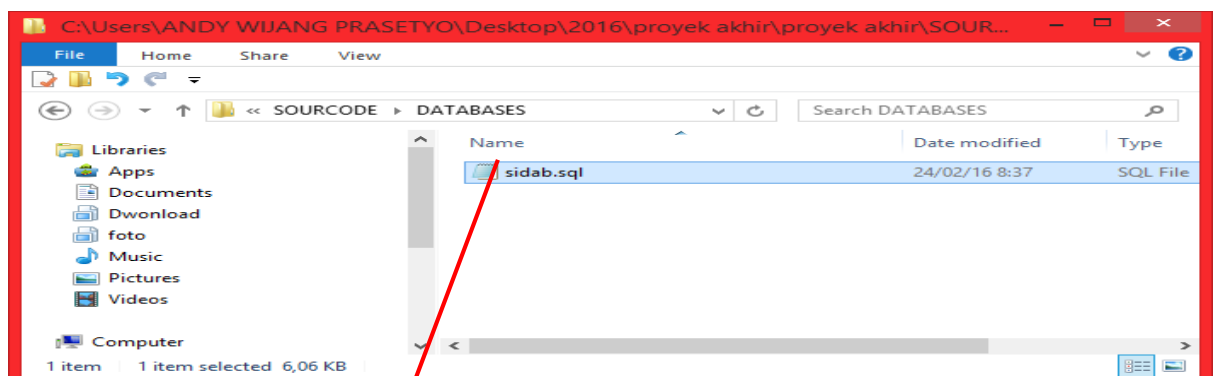 C:\Users\ANDY WIJANG PRASETYO\Desktop\2016\proyek akhir\proyek akhir\SOUR...
File Home Share View
« SOURCODE ▸ DATABASES Search DATABASES
Libraries
Apps
Documents
Dwonload
foto
Music
Pictures
Videos
Computer
Name Date modified Type
sidab.sql 24/02/16 8:37 SQL File
1 item 1 item selected 6,06 KB